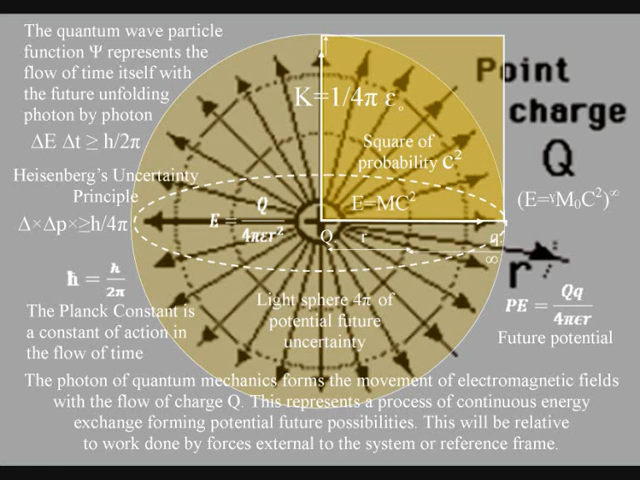 The quantum wave particle
function Ψ represents the
flow of time itself with
the future unfolding
photon by photon
ΔE Δt ≥ h/2π
Heisenberg's Uncertainty
Principle
Δ×Δp×≥h/4π
ħ = h/2π
The Planck Constant is
a constant of action in
the flow of time
K=1/4π ε°
Square of
probability C²
E=MC²
E = Q/4πεr²
Q r q
∞
Light sphere 4π of
potential future
uncertainty
Point
charge
Q
(E=ᵞM₀C²)∞
r
PE = Qq/4πϵr
Future potential
The photon of quantum mechanics forms the movement of electromagnetic fields
with the flow of charge Q. This represents a process of continuous energy
exchange forming potential future possibilities. This will be relative
to work done by forces external to the system or reference frame.